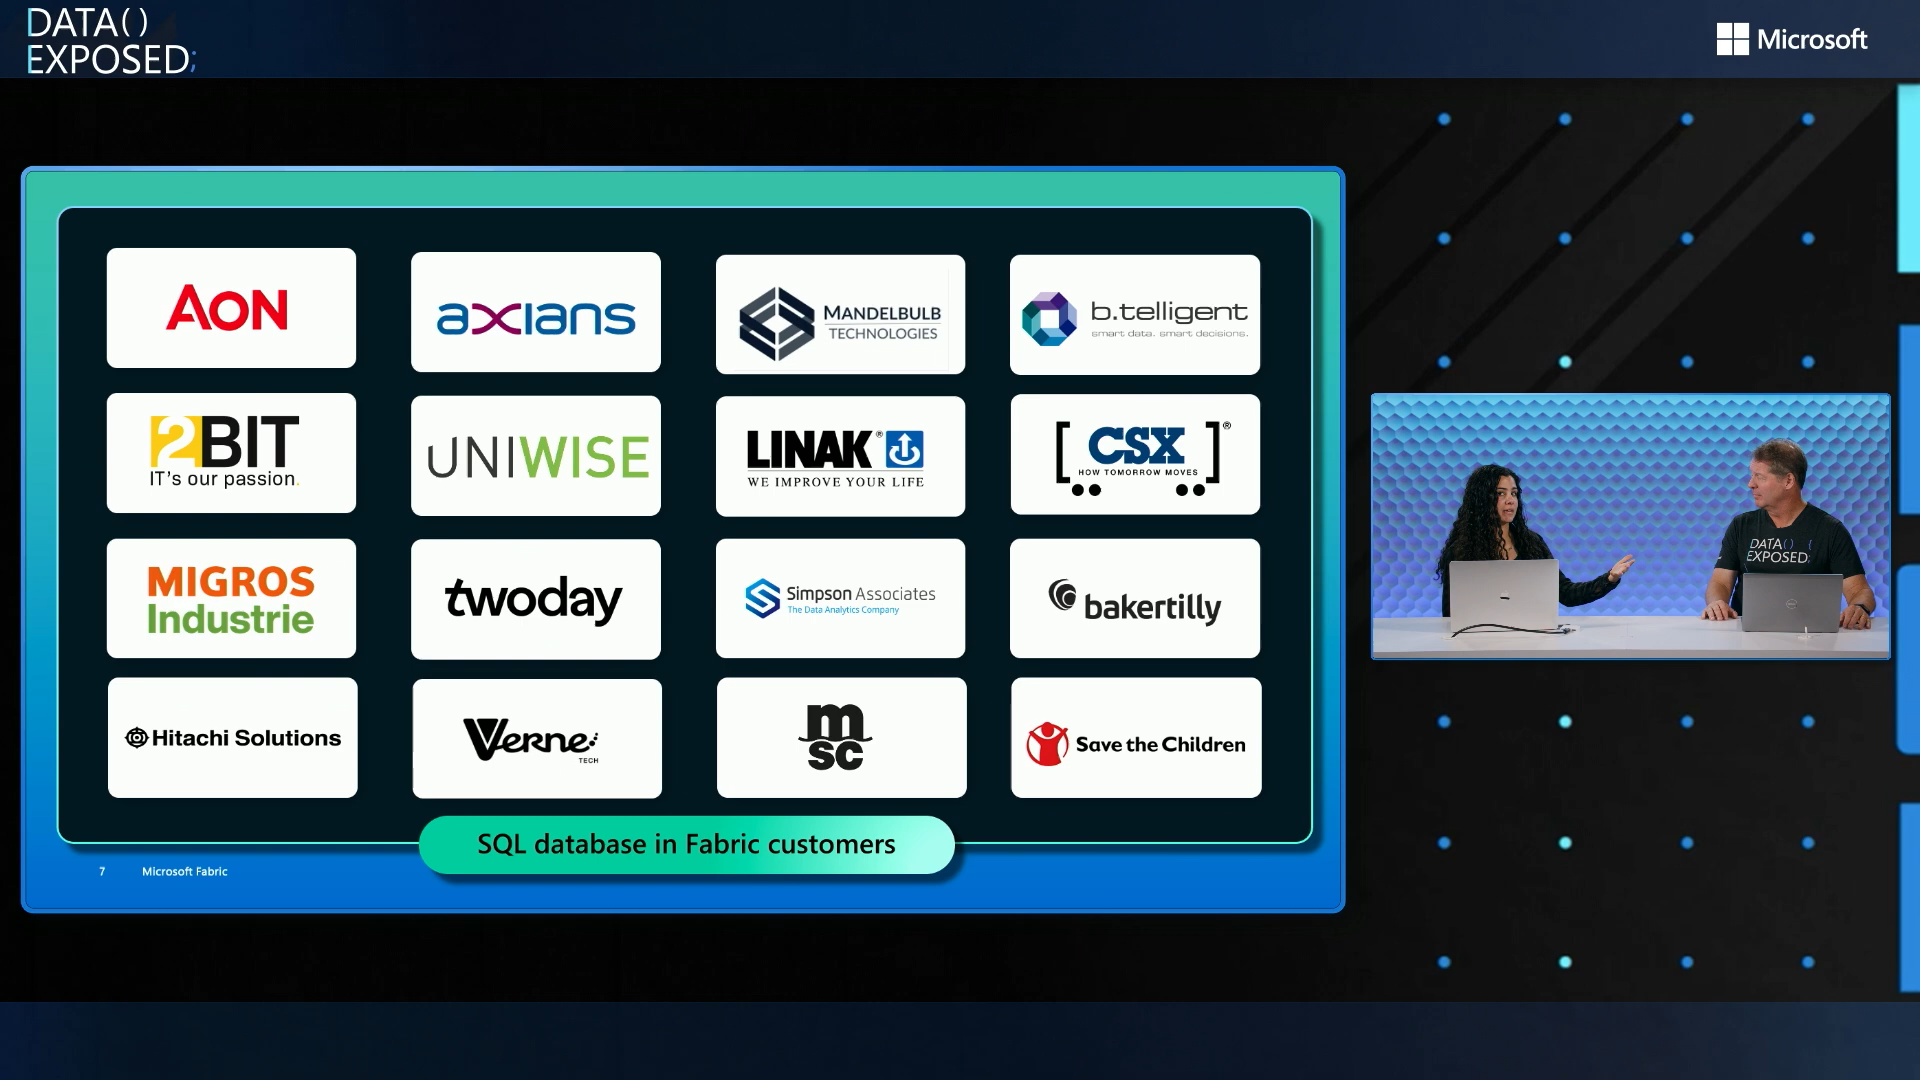 DATA()
EXPOSED;
Microsoft
AON
axians
MANDELBULB
TECHNOLOGIES
b.telligent
smart data. smart decisions.
2BIT
IT's our passion.
UNIWISE
LINAK®
WE IMPROVE YOUR LIFE
[CSX]®
HOW TOMORROW MOVES
MIGROS
Industrie
twoday
Simpson Associates
The Data Analytics Company
bakertilly
Hitachi Solutions
Verne
TECH
m
sc
Save the Children
SQL database in Fabric customers
7 Microsoft Fabric
DATA() {
EXPOSED;